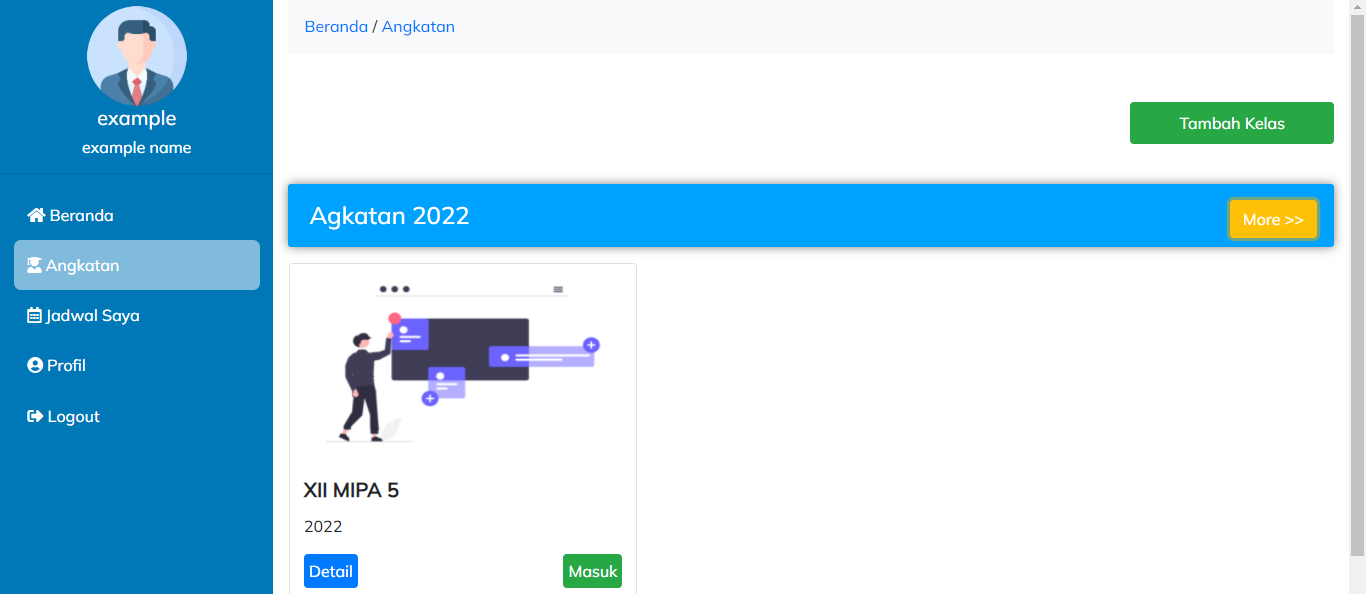 example
example name
Beranda
Angkatan
Jadwal Saya
Profil
Logout
Beranda / Angkatan
Tambah Kelas
Agkatan 2022
More >>
XII MIPA 5
2022
Detail
Masuk